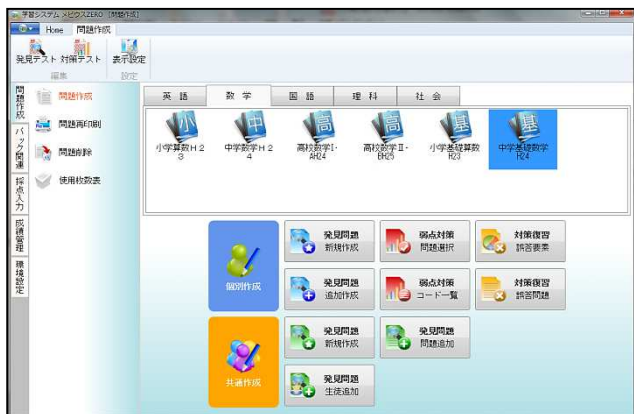 学習システム メビウスZERO [問題作成]
Home 問題作成
発見テスト 対策テスト 表示設定
編集 設定
問題作成
バック関連
採点入力
成績管理
環境設定
問題作成
問題再印刷
問題削除
使用枚数表
英語 数学 国語 理科 社会
小 中 高 高 基 基
小学算数H2 中学数学H2 高校数学I・ 高校数学II・ 小学基礎算数 中学基礎数学
3 4 AH24 BH25 H23 H24
個別作成
発見問題 弱点対策 対策復習
新規作成 問題選択 誤答要素
発見問題 弱点対策 対策復習
追加作成 コード一覧 誤答問題
共通作成
発見問題 発見問題
新規作成 問題追加
発見問題
生徒追加